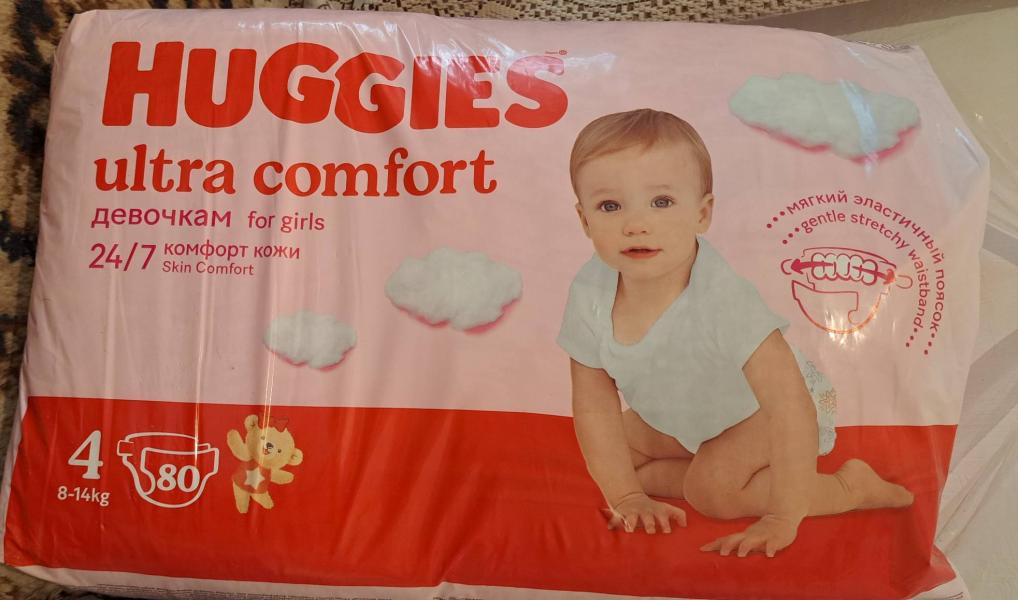 HUGGIES
ultra comfort
девочкам for girls
24/7 комфорт кожи
Skin Comfort
мягкий эластичный поясок
gentle stretchy waistband
4
80
8-14kg